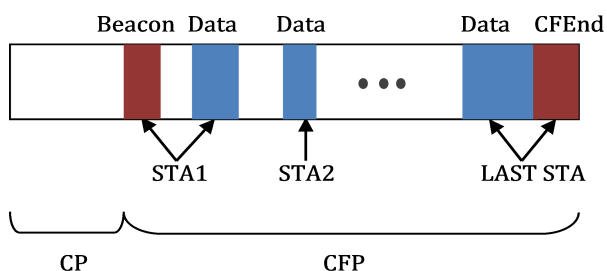 Beacon Data Data Data CFEnd
STA1 STA2 LAST STA
CP CFP